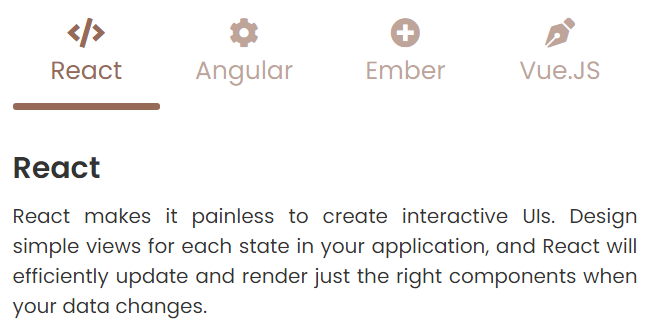 React
Angular
Ember
Vue.JS
React
React makes it painless to create interactive UIs. Design
simple views for each state in your application, and React will
efficiently update and render just the right components when
your data changes.